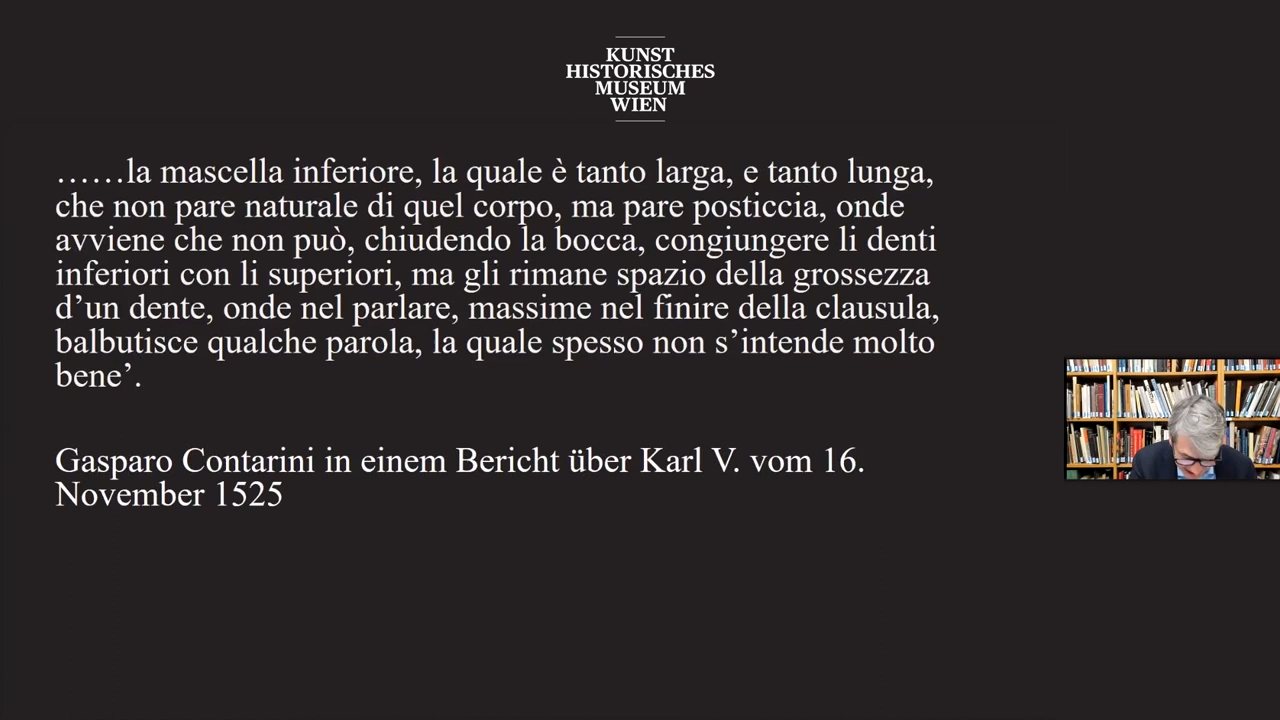 KUNST
HISTORISCHES
MUSEUM
WIEN
……la mascella inferiore, la quale è tanto larga, e tanto lunga,
che non pare naturale di quel corpo, ma pare posticcia, onde
avviene che non può, chiudendo la bocca, congiungere li denti
inferiori con li superiori, ma gli rimane spazio della grossezza
d’un dente, onde nel parlare, massime nel finire della clausula,
balbutisce qualche parola, la quale spesso non s’intende molto
bene’.
Gasparo Contarini in einem Bericht über Karl V. vom 16.
November 1525